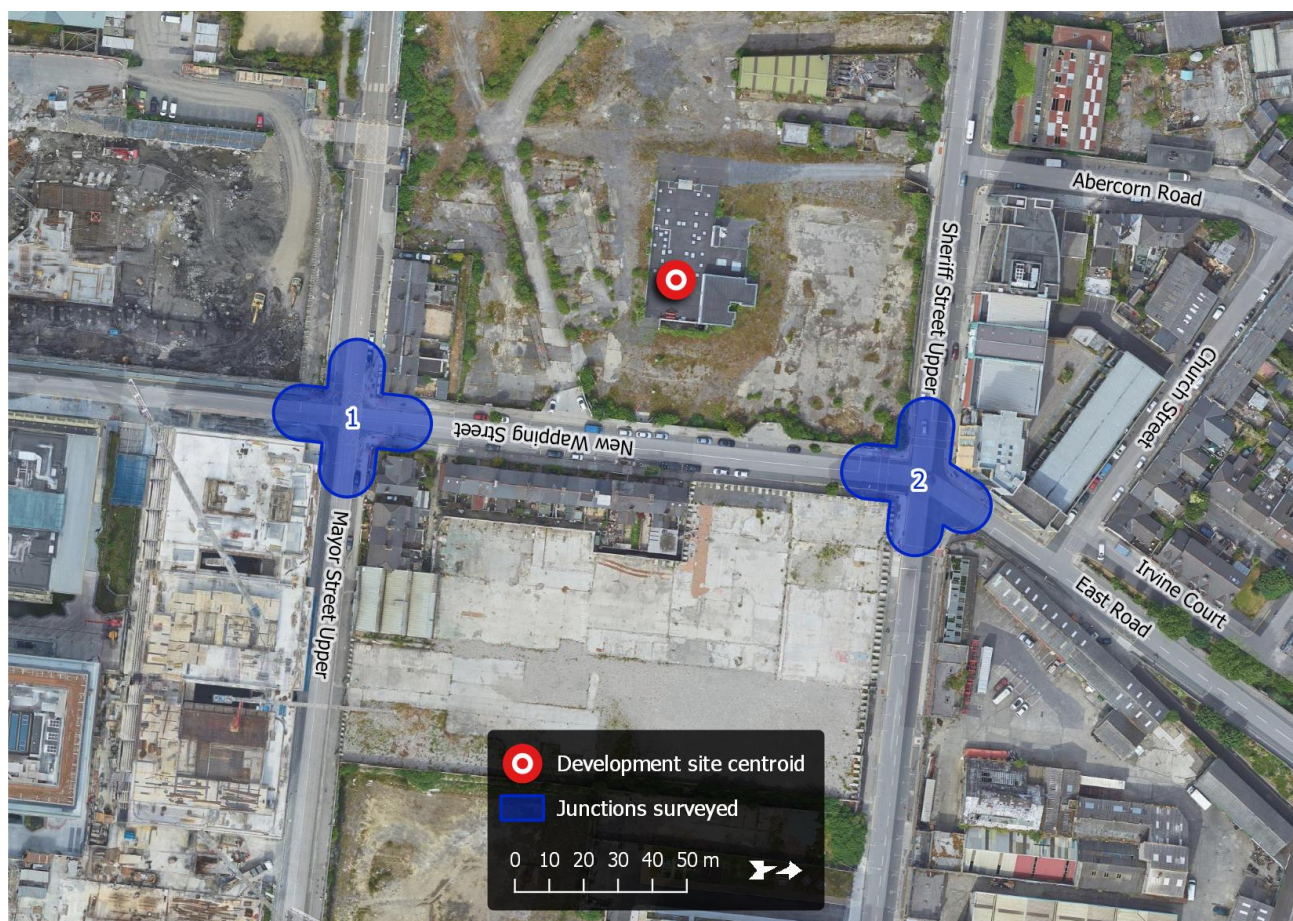 Abercorn Road
Sheriff Street Upper
Church Street
1
New Wapping Street
2
Mayor Street Upper
Irvine Court
East Road
Development site centroid
Junctions surveyed
0 10 20 30 40 50 m